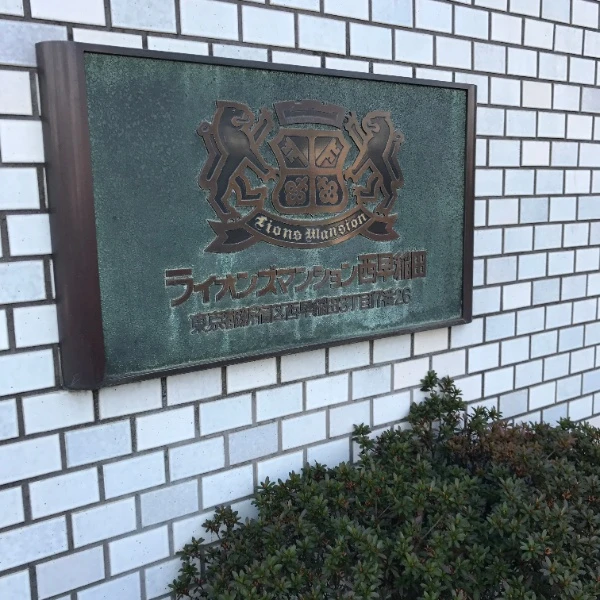 Lions Mansion
ライオンズマンション西早稲田
東京都新宿区西早稲田3丁目1番26